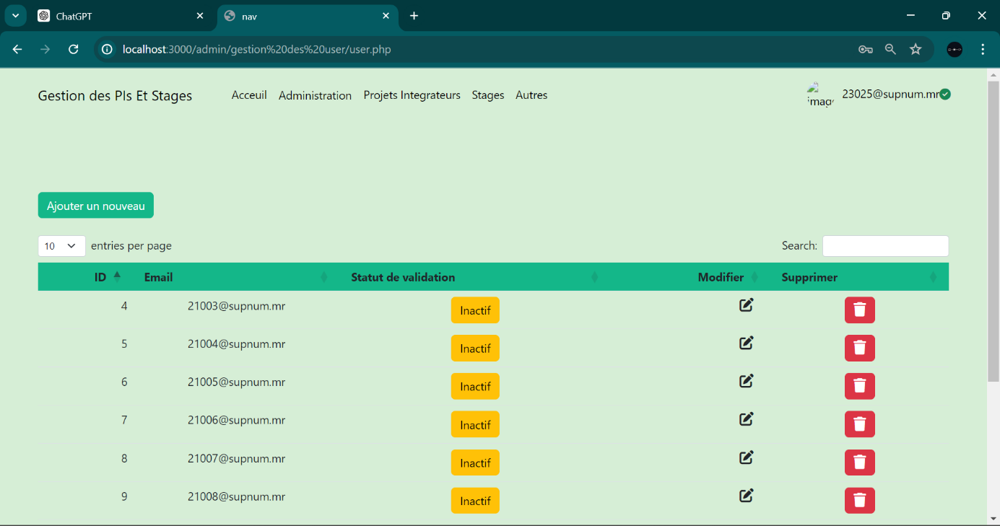 ChatGPT
nav
localhost:3000/admin/gestion%20des%20user/user.php
Gestion des PIs Et Stages Acceuil Administration Projets Integrateurs Stages Autres 23025@supnum.mr
imag
Ajouter un nouveau
10 entries per page Search:
ID Email Statut de validation Modifier Supprimer
4 21003@supnum.mr Inactif
5 21004@supnum.mr Inactif
6 21005@supnum.mr Inactif
7 21006@supnum.mr Inactif
8 21007@supnum.mr Inactif
9 21008@supnum.mr Inactif